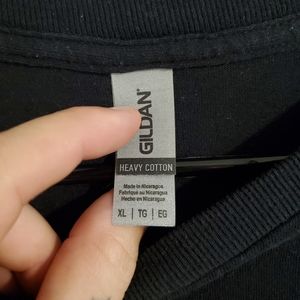 GILDAN
HEAVY COTTON
Made in Nicaragua
Fabriqué au Nicaragua
Hecho en Nicaragua
XL | TG | EG